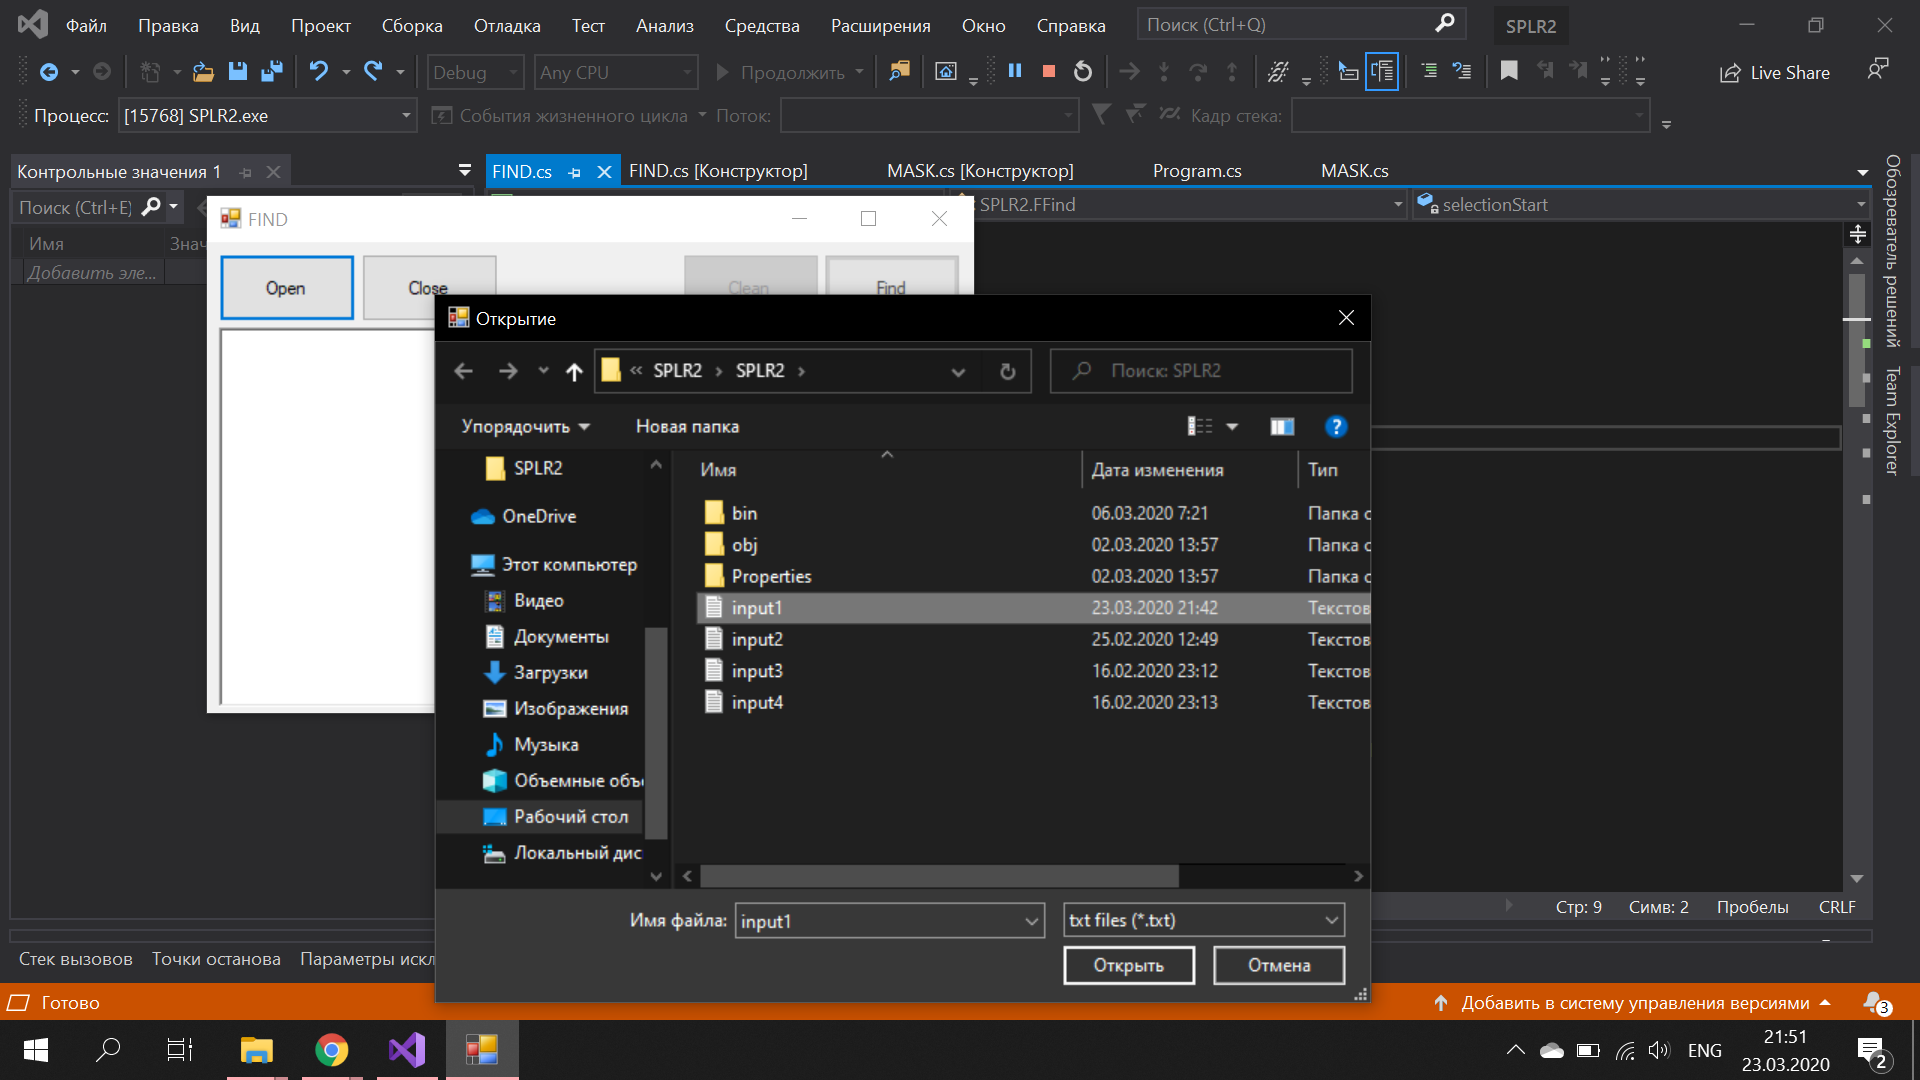 Файл Правка Вид Проект Сборка Отладка Тест Анализ Средства Расширения Окно Справка Поиск (Ctrl+Q) SPLR2
Debug Any CPU Продолжить Live Share
Процесс: [15768] SPLR2.exe События жизненного цикла Поток: Кадр стека:
Контрольные значения 1 FIND.cs FIND.cs [Конструктор] MASK.cs [Конструктор] Program.cs MASK.cs
Поиск (Ctrl+E) SPLR2.FFind selectionStart
Имя Знач
Добавить эле...
Обозреватель решений
Team Explorer
FIND
Open Close Clean Find
Открытие
« SPLR2 › SPLR2 › Поиск: SPLR2
Упорядочить Новая папка ?
SPLR2
OneDrive
Этот компьютер
Видео
Документы
Загрузки
Изображения
Музыка
Объемные объ
Рабочий стол
Локальный дис
Имя Дата изменения Тип
bin 06.03.2020 7:21 Папка с
obj 02.03.2020 13:57 Папка с
Properties 02.03.2020 13:57 Папка с
input1 23.03.2020 21:42 Текстов
input2 25.02.2020 12:49 Текстов
input3 16.02.2020 23:12 Текстов
input4 16.02.2020 23:13 Текстов
Имя файла: input1 txt files (*.txt)
Открыть Отмена
Стр: 9 Симв: 2 Пробелы CRLF
Стек вызовов Точки останова Параметры искл
Готово Добавить в систему управления версиями 3
ENG 21:51
23.03.2020 2